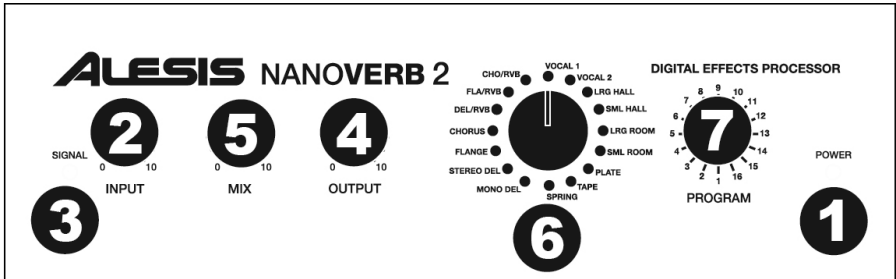 ALESIS NANOVERB 2
DIGITAL EFFECTS PROCESSOR
SIGNAL
3
2
0 10
INPUT
5
0 10
MIX
4
0 10
OUTPUT
VOCAL 1
VOCAL 2
LRG HALL
SML HALL
LRG ROOM
SML ROOM
PLATE
TAPE
SPRING
MONO DEL
STEREO DEL
FLANGE
CHORUS
DEL/RVB
FLA/RVB
CHO/RVB
6
7
1
2
3
4
5
6
7
8
9
10
11
12
13
14
15
16
PROGRAM
POWER
1